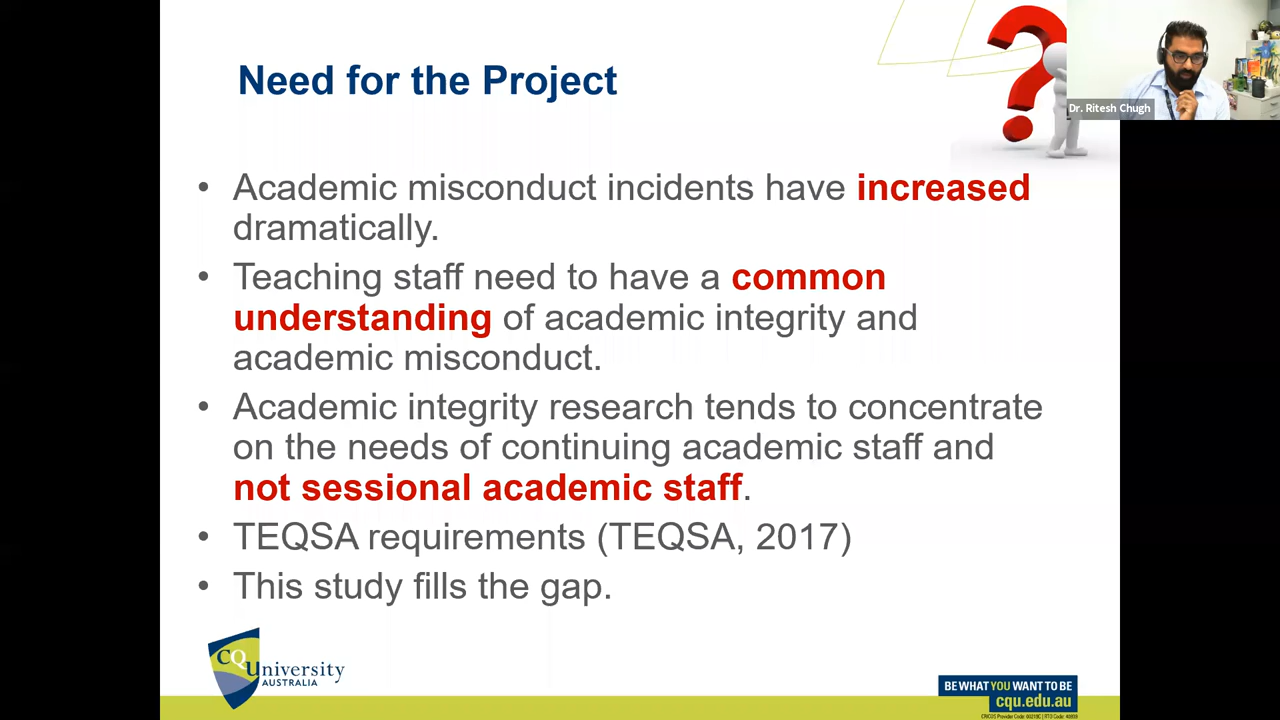 Need for the Project
Dr. Ritesh Chugh
• Academic misconduct incidents have increased
dramatically.
• Teaching staff need to have a common
understanding of academic integrity and
academic misconduct.
• Academic integrity research tends to concentrate
on the needs of continuing academic staff and
not sessional academic staff.
• TEQSA requirements (TEQSA, 2017)
• This study fills the gap.
CQUniversity
AUSTRALIA
BE WHAT YOU WANT TO BE
cqu.edu.au